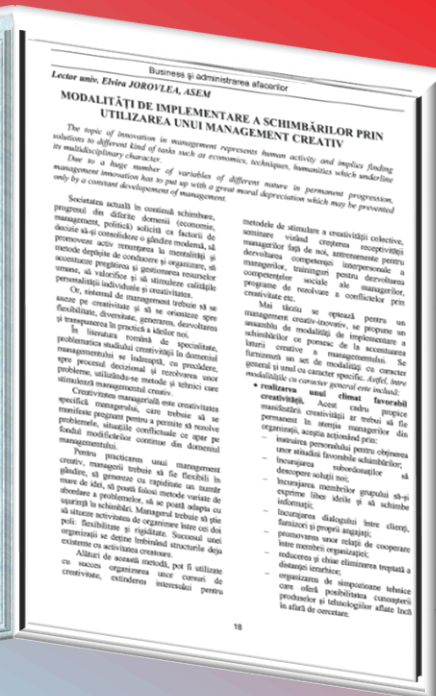 Business şi administrarea afacerilor
Lector univ. Elvira JOROVLEA, ASEM
MODALITĂŢI DE IMPLEMENTARE A SCHIMBĂRILOR PRIN
UTILIZAREA UNUI MANAGEMENT CREATIV
The topic of innovation in management represents human activity and implies finding
solutions to different kind of tasks such as economics, techniques, humanities which underline
its multidisciplinary character.
Due to a huge number of variables of different nature in permanent progression,
management innovation has to put up with a great moral depreciation which may be prevented
only by a constant developement of management.
Societatea actuală în continuă schimbare,
progresul din diferite domenii (economie,
management, politică) solicită ca factorii de
decizie să-şi consolideze o gândire modernă, să
promoveze activ renunţarea la mentalităţi şi
metode depăşite de conducere şi organizare, să
accentueze pregătirea şi gestionarea resurselor
umane, să valorifice şi să stimuleze calităţile
personalităţii individuale şi creativitatea.
Or, sistemul de management trebuie să se
aseze pe creativitate şi să se orienteze spre
flexibilitate, diversitate, generarea, dezvoltarea
şi transpunerea în practică a ideilor noi.
În literatura română de specialitate,
problematica studiului creativităţii în domeniul
managementului se îndreaptă, cu precădere,
spre procesul decizional şi rezolvarea unor
probleme, utilizându-se metode şi tehnici care
stimulează managementul creativ.
Creativitatea managerială este creativitatea
specifică managerului, care trebuie să se
manifeste pregnant pentru a permite să rezolve
problemele, situaţiile conflictuale ce apar pe
fondul modificărilor continue din domeniul
managementului.
Pentru practicarea unui management
creativ, managerii trebuie să fie flexibili în
gândire, să genereze cu rapiditate un număr
mare de idei, să poată folosi metode variate de
abordare a problemelor, să se poată adapta cu
uşurinţă la schimbări. Managerul trebuie să ştie
să situeze activitatea de organizare între cei doi
poli: flexibilitate şi rigiditate. Succesul unei
organizaţii se deţine îmbinând structurile deja
existente cu activitatea creatoare.
Alături de această metodă, pot fi utilizate
cu succes organizarea unor cursuri de
creativitate, extinderea interesului pentru
metodele de stimulare a creativităţii colective,
seminare vizând creşterea receptivităţii
managerilor faţă de noi, antrenamente pentru
dezvoltarea competenţei interpersonale a
managerilor, traininguri pentru dezvoltarea
competenţelor sociale ale managerilor,
programe de rezolvare a conflictelor prin
creativitate etc.
Mai târziu se optează pentru un
management creativ-inovativ, se propune un
ansamblu de modalităţi de implementare a
schimbărilor ce pornesc de la accentuarea
laturii creative a managementului. Se
furnizează un set de modalităţi cu caracter
general şi unul cu caracter specific. Astfel, între
modalităţile cu caracter general este inclusă:
• realizarea unui climat favorabil
creativităţii. Acest cadru propice
manifestării creativităţii ar trebui să fie
permanent în atenţia managerilor din
organizaţii, aceştia acţionând prin:
– instruirea personalului pentru obţinerea
unor atitudini favorabile schimbărilor;
– încurajarea subordonaţilor să
descopere soluţii noi;
– încurajarea membrilor grupului să-şi
exprime liber ideile şi să schimbe
informaţii;
– încurajarea dialogului între clienţi,
furnizori şi proprii angajaţi;
– promovarea unor relaţii de cooperare
între membrii organizaţiei;
– reducerea şi chiar eliminarea treptată a
distanţei ierarhice;
– organizarea de simpozioane tehnice
care oferă posibilitatea cunoaşterii
produselor şi tehnologiilor aflate încă
în afară de cercetare.
18